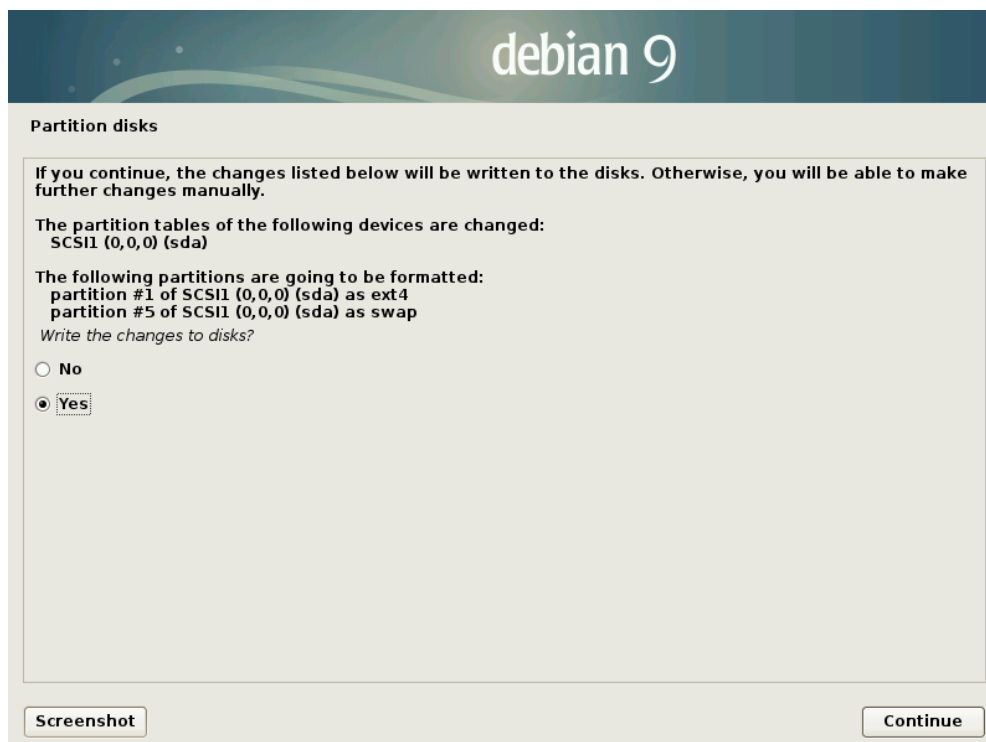 debian 9
Partition disks
If you continue, the changes listed below will be written to the disks. Otherwise, you will be able to make
further changes manually.
The partition tables of the following devices are changed:
SCSI1 (0,0,0) (sda)
The following partitions are going to be formatted:
partition #1 of SCSI1 (0,0,0) (sda) as ext4
partition #5 of SCSI1 (0,0,0) (sda) as swap
Write the changes to disks?
No
Yes
Screenshot
Continue